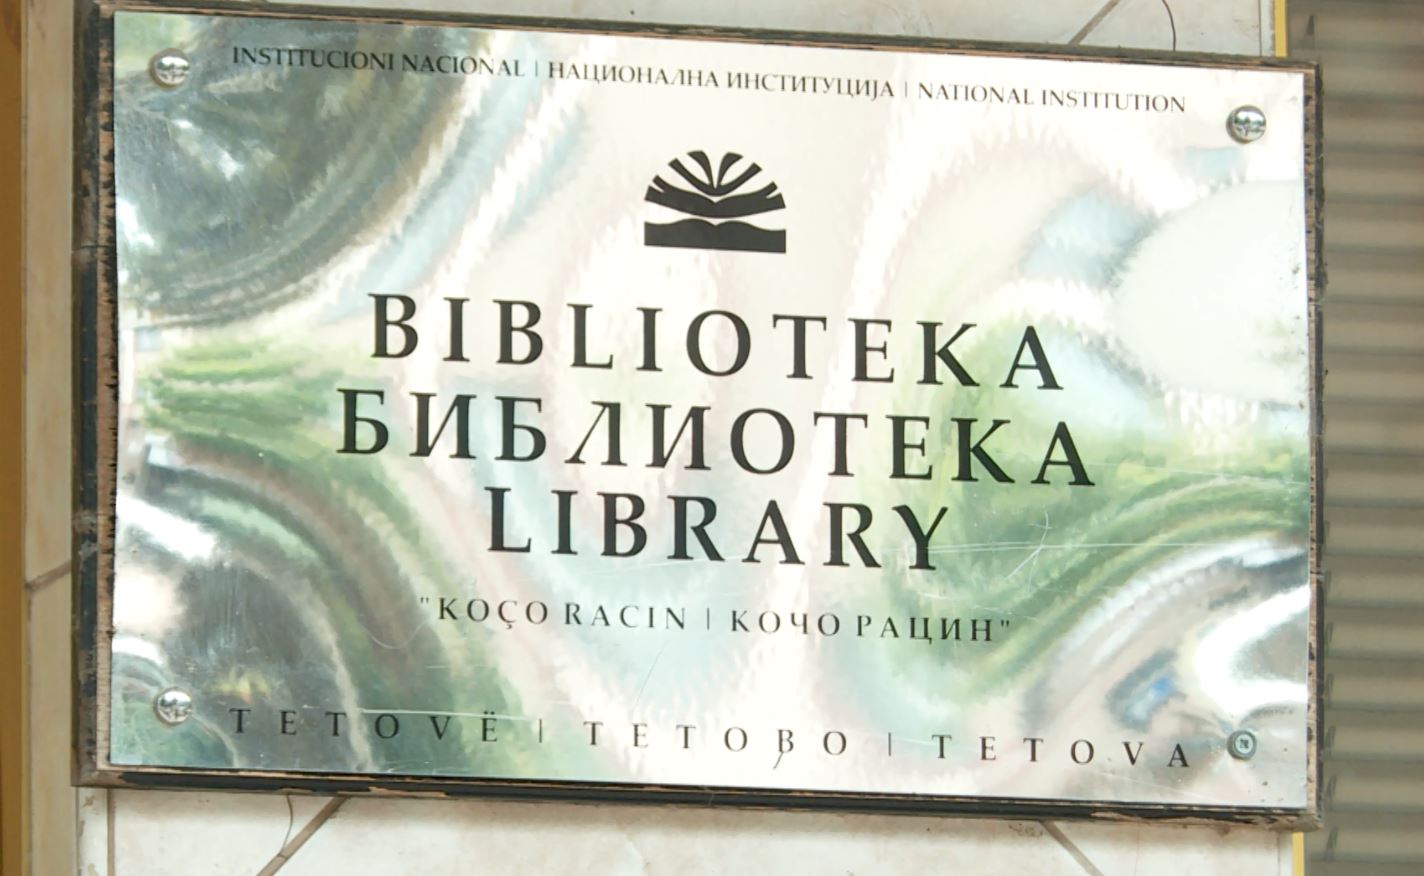 INSTITUCIONI NACIONAL | НАЦИОНАЛНА ИНСТИТУЦИЈА | NATIONAL INSTITUTION
BIBLIOTEKA
БИБЛИОТЕКА
LIBRARY
"KOÇO RACIN | КОЧО РАЦИН"
TETOVË | ТЕТОВО | TETOVA